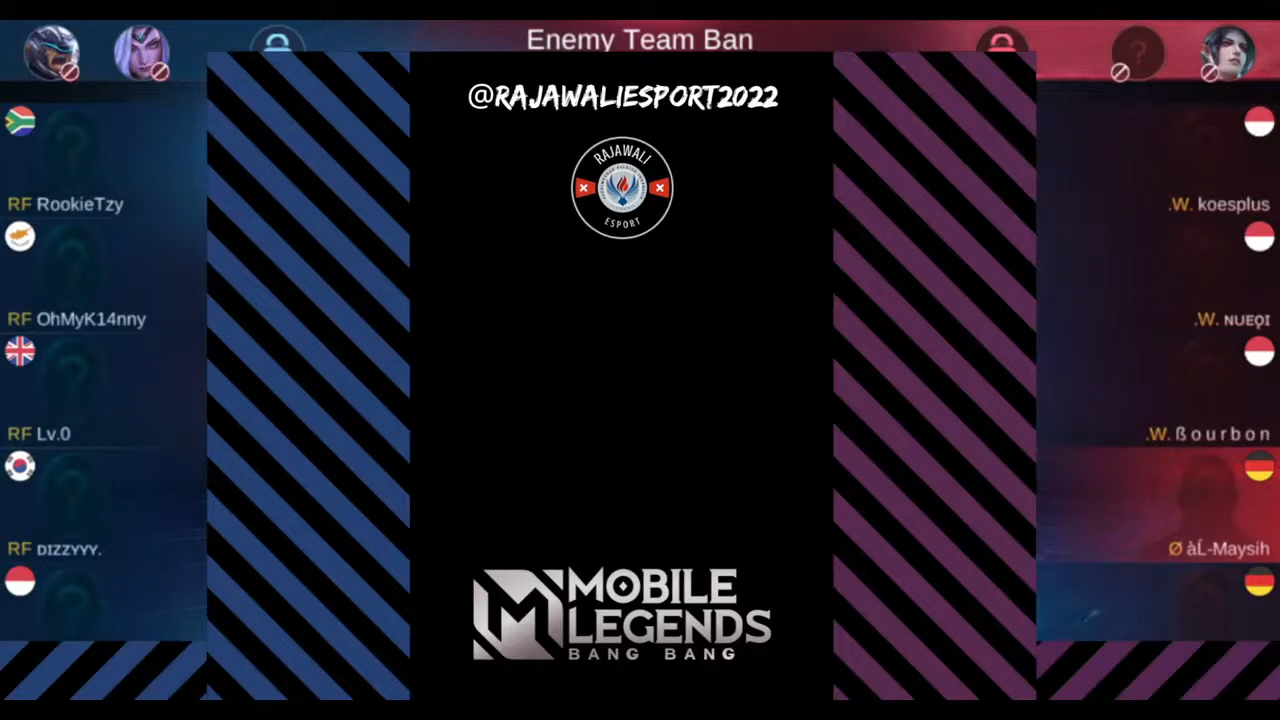 Enemy Team Ban
@RAJAWALIESPORT2022
RAJAWALI
ESPORT
RF RookieTzy
RF OhMyK14nny
RF Lv.0
RF DIZZYYY.
.W. koesplus
.W. NUEQI
.W. ßourbon
Ø àĹ-Maysih
MOBILE
LEGENDS
BANG BANG